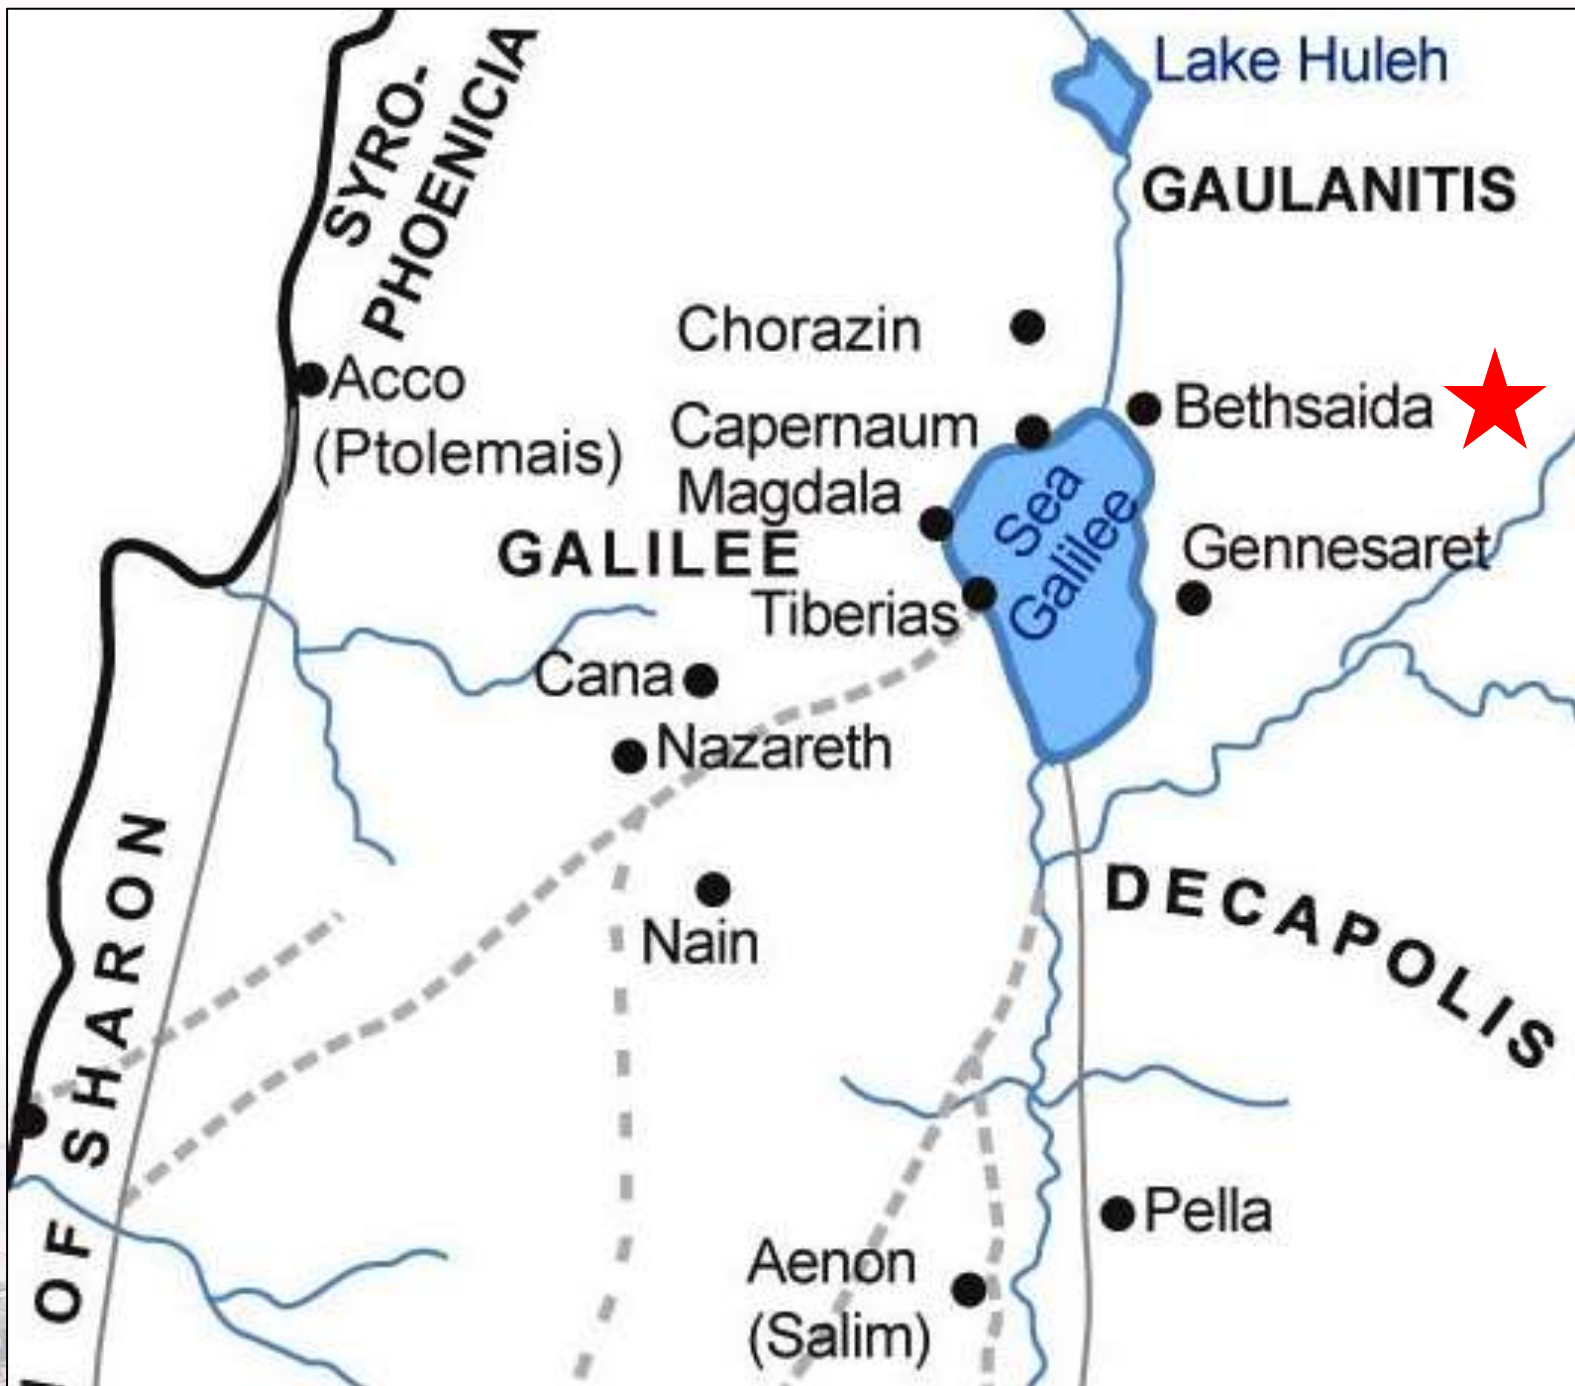 Lake Huleh
SYRO-
PHOENICIA
GAULANITIS
Chorazin
Acco
(Ptolemais)
Bethsaida
Capernaum
Magdala
Sea
Galilee
GALILEE
Gennesaret
Tiberias
Cana
Nazareth
DECAPOLIS
Nain
OF SHARON
Pella
Aenon
(Salim)